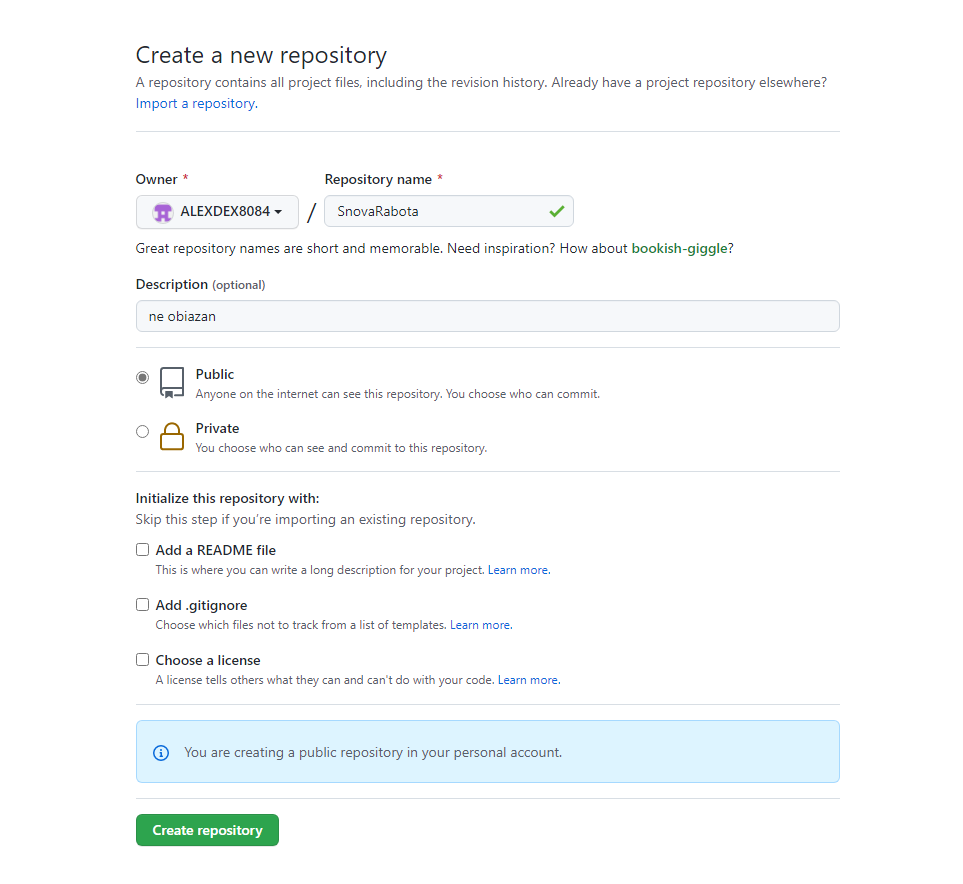 Create a new repository
A repository contains all project files, including the revision history. Already have a project repository elsewhere?
Import a repository.
Owner * Repository name *
ALEXDEX8084 / SnovaRabota
Great repository names are short and memorable. Need inspiration? How about bookish-giggle?
Description (optional)
ne obiazan
Public
Anyone on the internet can see this repository. You choose who can commit.
Private
You choose who can see and commit to this repository.
Initialize this repository with:
Skip this step if you're importing an existing repository.
Add a README file
This is where you can write a long description for your project. Learn more.
Add .gitignore
Choose which files not to track from a list of templates. Learn more.
Choose a license
A license tells others what they can and can't do with your code. Learn more.
You are creating a public repository in your personal account.
Create repository